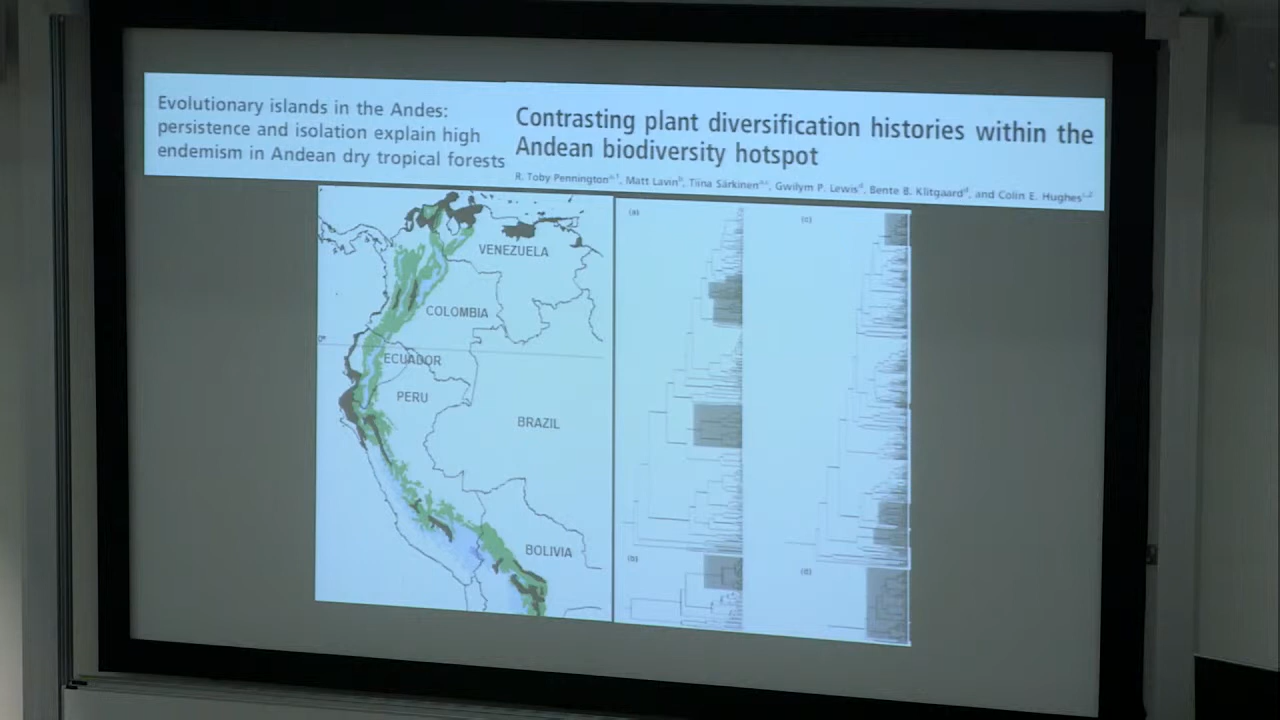 Evolutionary islands in the Andes:
persistence and isolation explain high
endemism in Andean dry tropical forests
Contrasting plant diversification histories within the
Andean biodiversity hotspot
R. Toby Pennington, Matt Lavin, Tiina Särkinen, Gwilym P. Lewis, Bente B. Klitgaard, and Colin E. Hughes
VENEZUELA
COLOMBIA
0°
ECUADOR
PERU
BRAZIL
BOLIVIA
(a)
(c)
(b)
(d)